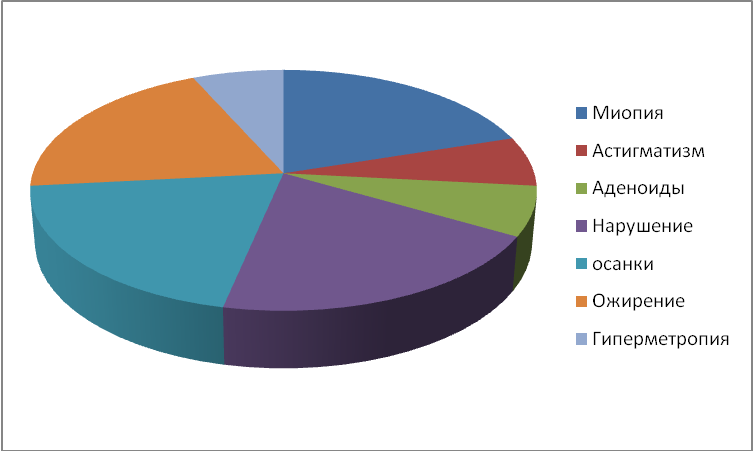 Миопия
Астигматизм
Аденоиды
Нарушение
осанки
Ожирение
Гиперметропия